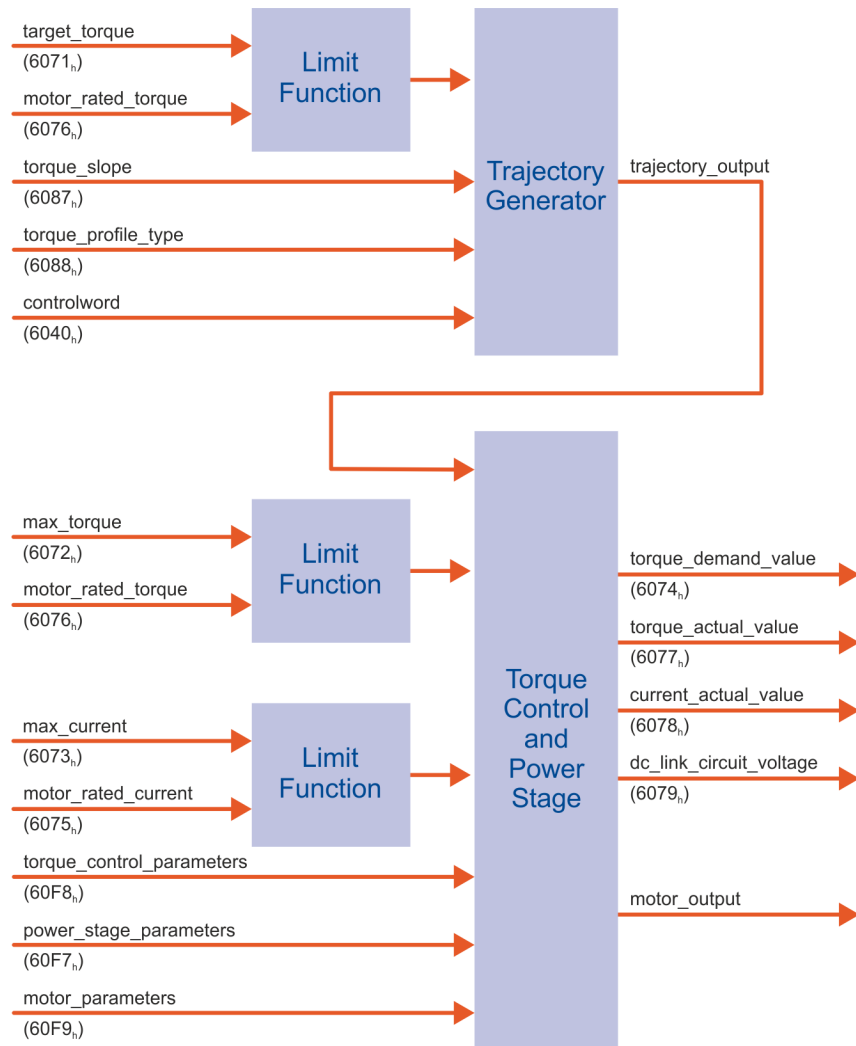 target_torque
(6071h)
motor_rated_torque
(6076h)
Limit
Function
torque_slope
(6087h)
torque_profile_type
(6088h)
controlword
(6040h)
Trajectory
Generator
trajectory_output
max_torque
(6072h)
motor_rated_torque
(6076h)
Limit
Function
max_current
(6073h)
motor_rated_current
(6075h)
Limit
Function
torque_control_parameters
(60F8h)
power_stage_parameters
(60F7h)
motor_parameters
(60F9h)
Torque
Control
and
Power
Stage
torque_demand_value
(6074h)
torque_actual_value
(6077h)
current_actual_value
(6078h)
dc_link_circuit_voltage
(6079h)
motor_output